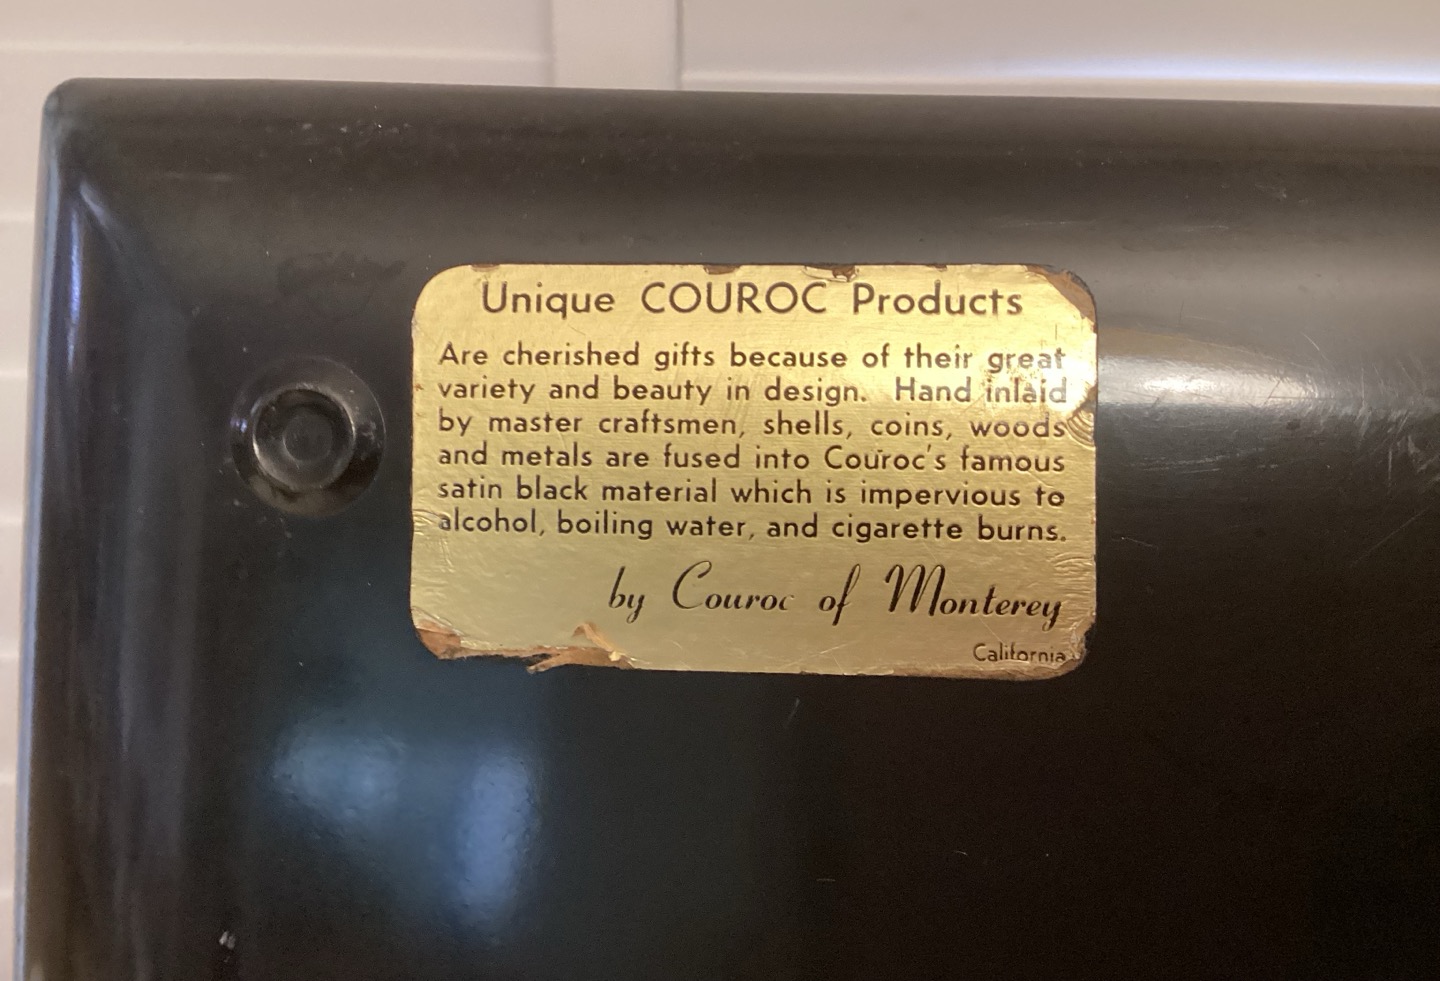 Unique COUROC Products
Are cherished gifts because of their great
variety and beauty in design. Hand inlaid
by master craftsmen, shells, coins, woods
and metals are fused into Couroc's famous
satin black material which is impervious to
alcohol, boiling water, and cigarette burns.
by Couroc of Monterey
California